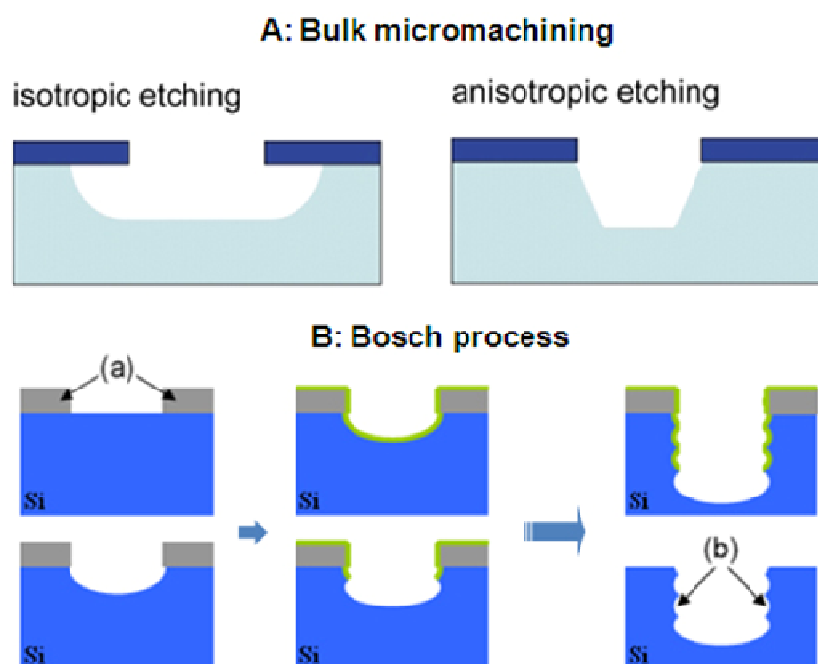 A: Bulk micromachining
isotropic etching
anisotropic etching
B: Bosch process
(a)
Si
Si
Si
Si
Si
(b)
Si